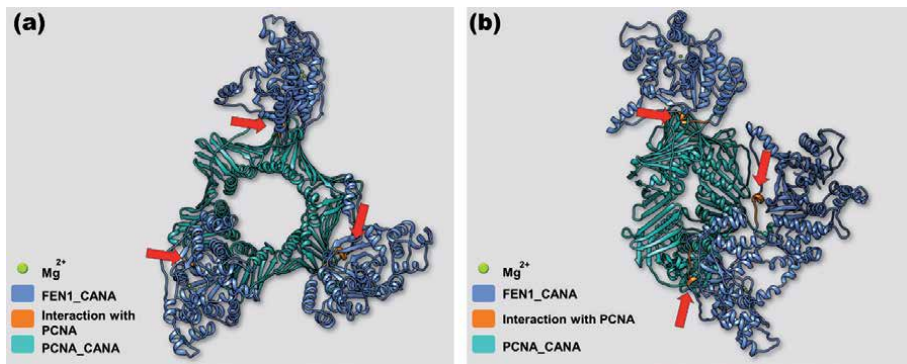 (a)
Mg2+
FEN1_CANA
Interaction with
PCNA
PCNA_CANA
(b)
Mg2+
FEN1_CANA
Interaction with PCNA
PCNA_CANA